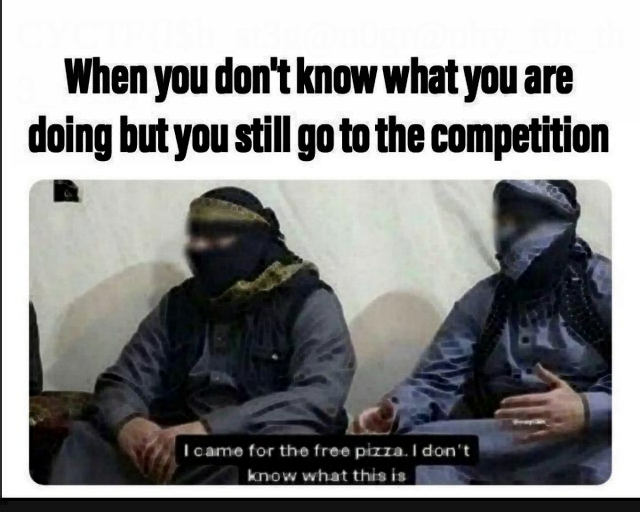 When you don't know what you are
doing but you still go to the competition
I came for the free pizza. I don't
know what this is